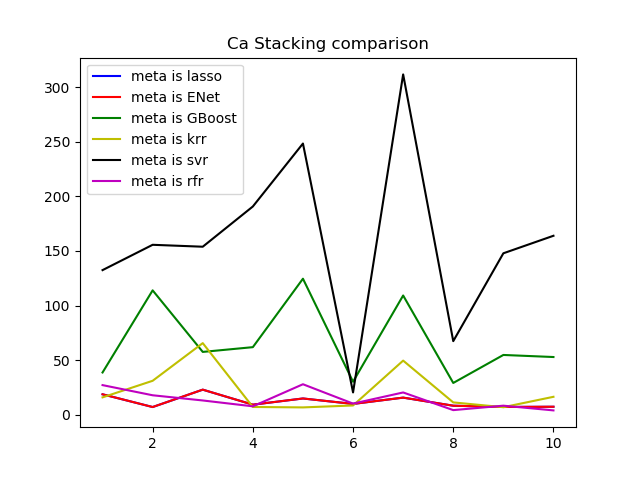 Ca Stacking comparison
meta is lasso
meta is ENet
meta is GBoost
meta is krr
meta is svr
meta is rfr
300
250
200
150
100
50
0
2 4 6 8 10